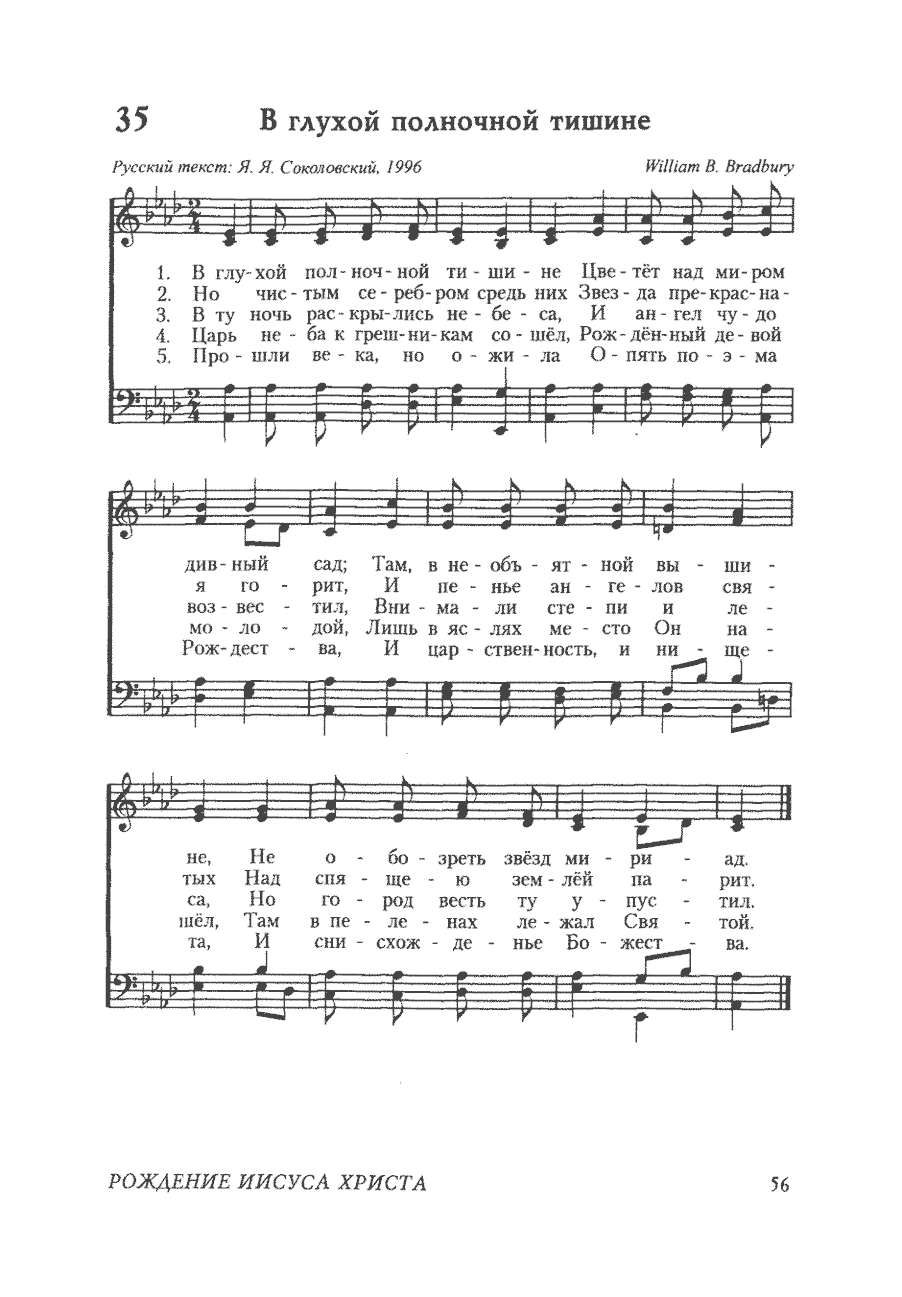 35 В глухой полночной тишине
Русский текст: Я. Я. Соколовский, 1996 William B. Bradbury
1. В глу-хой пол-ноч-ной ти - ши - не Цве-тёт над ми-ром
2. Но чис-тым се-реб-ром средь них Звез-да пре-крас-на-
3. В ту ночь рас-кры-лись не - бе - са, И ан-гел чу-до
4. Царь не - ба к греш-ни-кам со - шёл, Рож-дён-ный де-вой
5. Про - шли ве - ка, но о - жи - ла О - пять по - э - ма
див-ный сад; Там, в не - объ - ят - ной вы - ши -
я го - рит, И пе - нье ан - ге - лов свя -
воз - вес - тил, Вни - ма - ли сте - пи и ле -
мо - ло - дой, Лишь в яс - лях ме - сто Он на -
Рож-дест - ва, И цар - ствен-ность, и ни - ще -
не, Не о - бо - зреть звёзд ми - ри - ад.
тых Над спя - ще - ю зем - лёй па - рит.
са, Но го - род весть ту у - пус - тил.
шёл, Там в пе - ле - нах ле - жал Свя - той.
та, И сни - схож - де - нье Бо - жест - ва.
РОЖДЕНИЕ ИИСУСА ХРИСТА 56